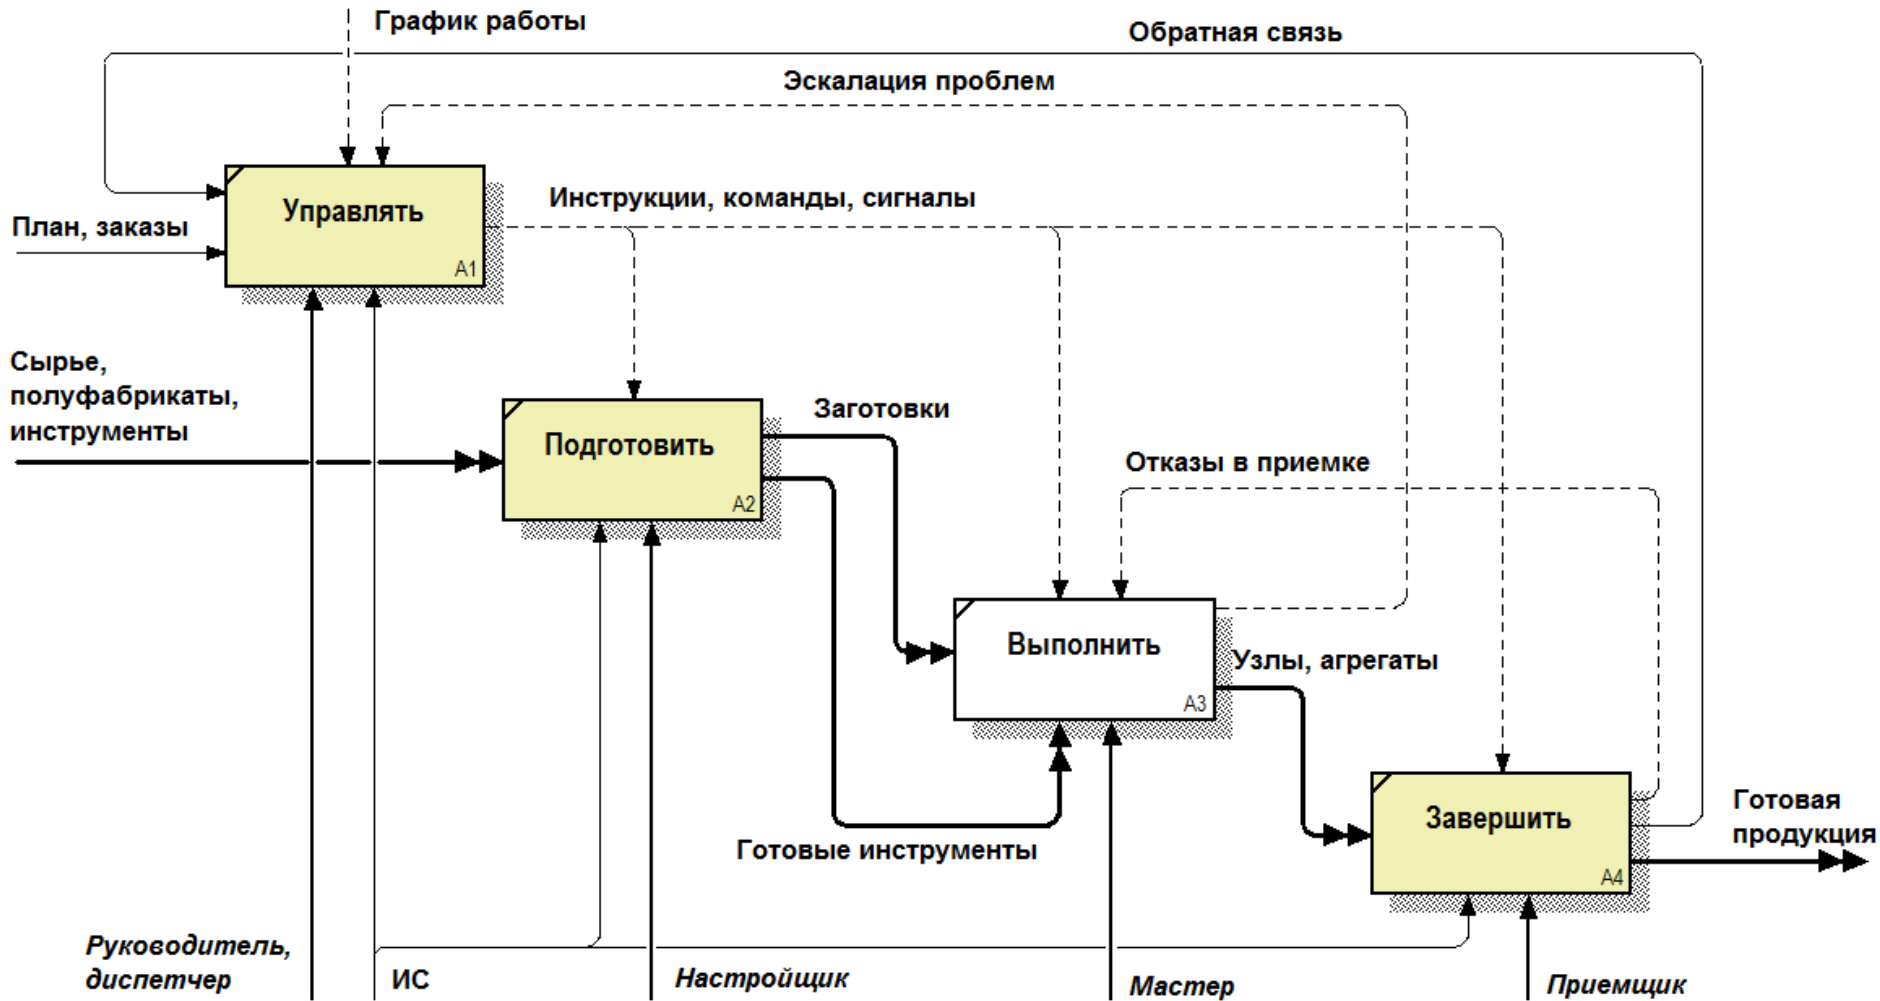 График работы
Обратная связь
Эскалация проблем
Управлять
A1
Инструкции, команды, сигналы
План, заказы
Сырье,
полуфабрикаты,
инструменты
Подготовить
A2
Заготовки
Отказы в приемке
Выполнить
A3
Узлы, агрегаты
Завершить
A4
Готовая
продукция
Готовые инструменты
Руководитель,
диспетчер
ИС
Настройщик
Мастер
Приемщик